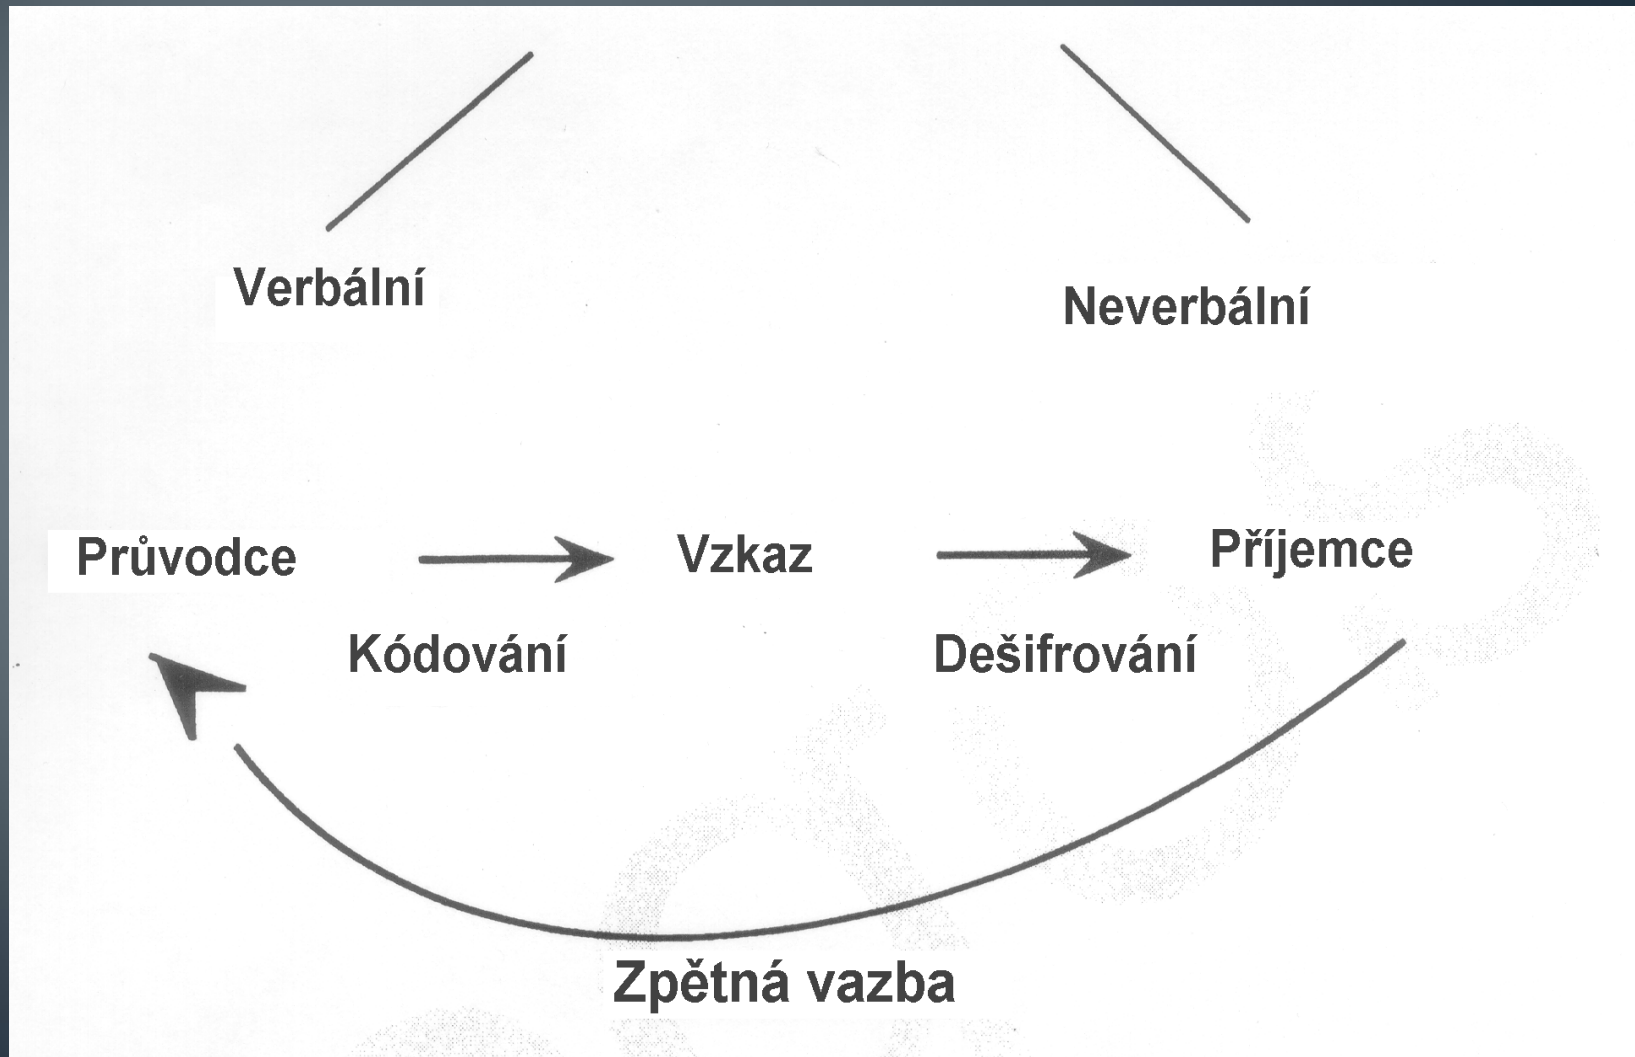 Verbální
Neverbální
Průvodce
Vzkaz
Příjemce
Kódování
Dešifrování
Zpětná vazba